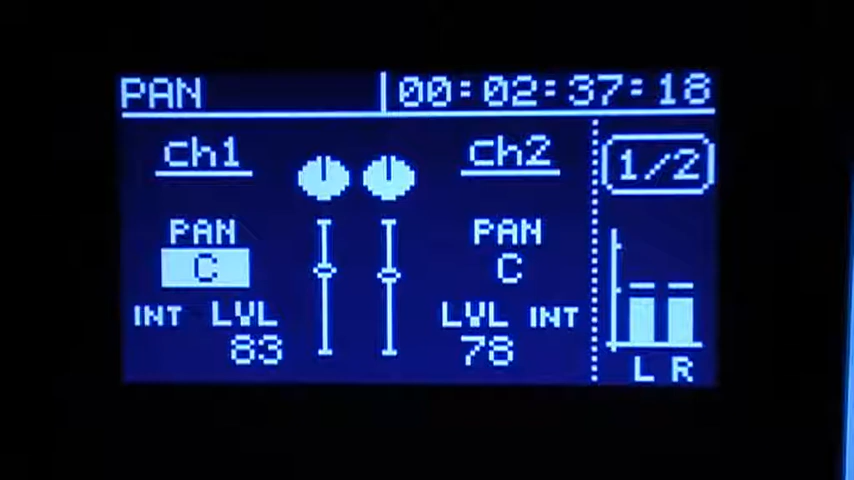 PAN 00:02:37:18
ch1 ch2 1/2
PAN PAN
C C
INT LVL LVL INT
83 78
L R